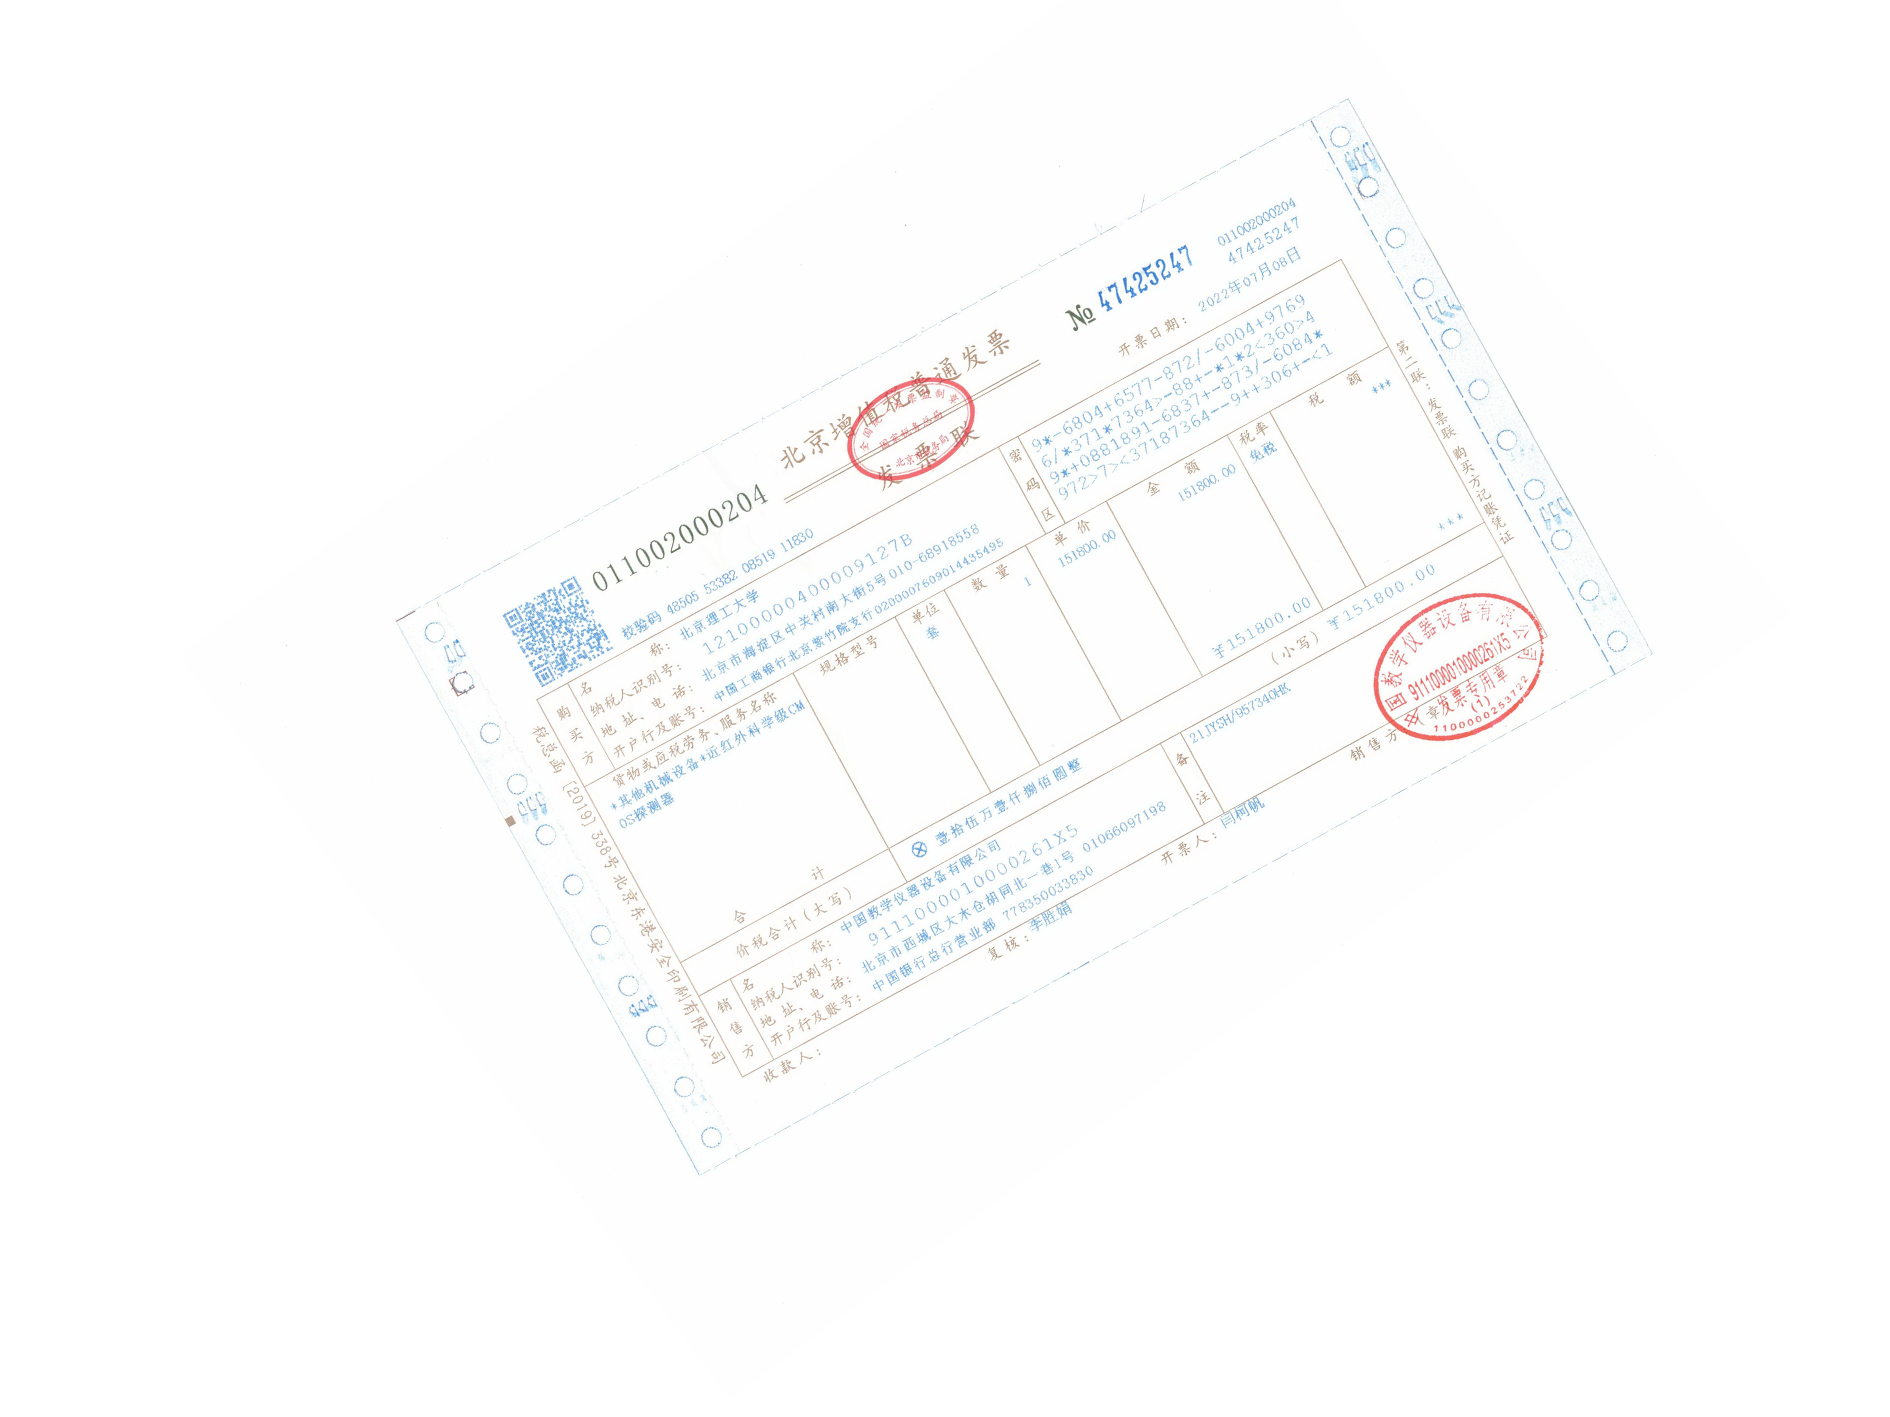 011002000204
北京增值税普通发票
发票联
№ 47425247
011002000204
47425247
校验码 48505 53382 08519 11830
开票日期: 2022年07月08日
购买方
名称: 北京理工大学
纳税人识别号: 12100000400009127B
地址、电话: 北京市海淀区中关村南大街5号 010-68918558
开户行及账号: 中国工商银行北京紫竹院支行0200007609014435495
密码区
9*-6804+6577-872/-6004+9769
6/*371*7364>-88+-*1*2<360>4
9*+0881891-6837+-873/-6084*
972>7><37187364--9++306+-<1
货物或应税劳务、服务名称 规格型号 单位 数量 单价 金额 税率 税额
*其他机械设备*近红外科学级CM 套 1 151800.00 151800.00 免税 ***
OS探测器
合计 ¥151800.00 ***
价税合计(大写) ⊗ 壹拾伍万壹仟捌佰圆整 (小写) ¥151800.00
销售方
名称: 中国教学仪器设备有限公司
纳税人识别号: 9111000010000261X5
地址、电话: 北京市西城区大木仓胡同北一巷1号 01066097198
开户行及账号: 中国银行总行营业部 778350033830
备注
21JYSH/957340HK
收款人:
复核: 李胜娟
开票人: 闫柯帆
销售方: 章
中国教学仪器设备有限公司
9111000010000261X5
发票专用章
(1)
1100000253722
国家税务总局
税总函〔2019〕338号北京东港安全印刷有限公司
第二联:发票联 购买方记账凭证